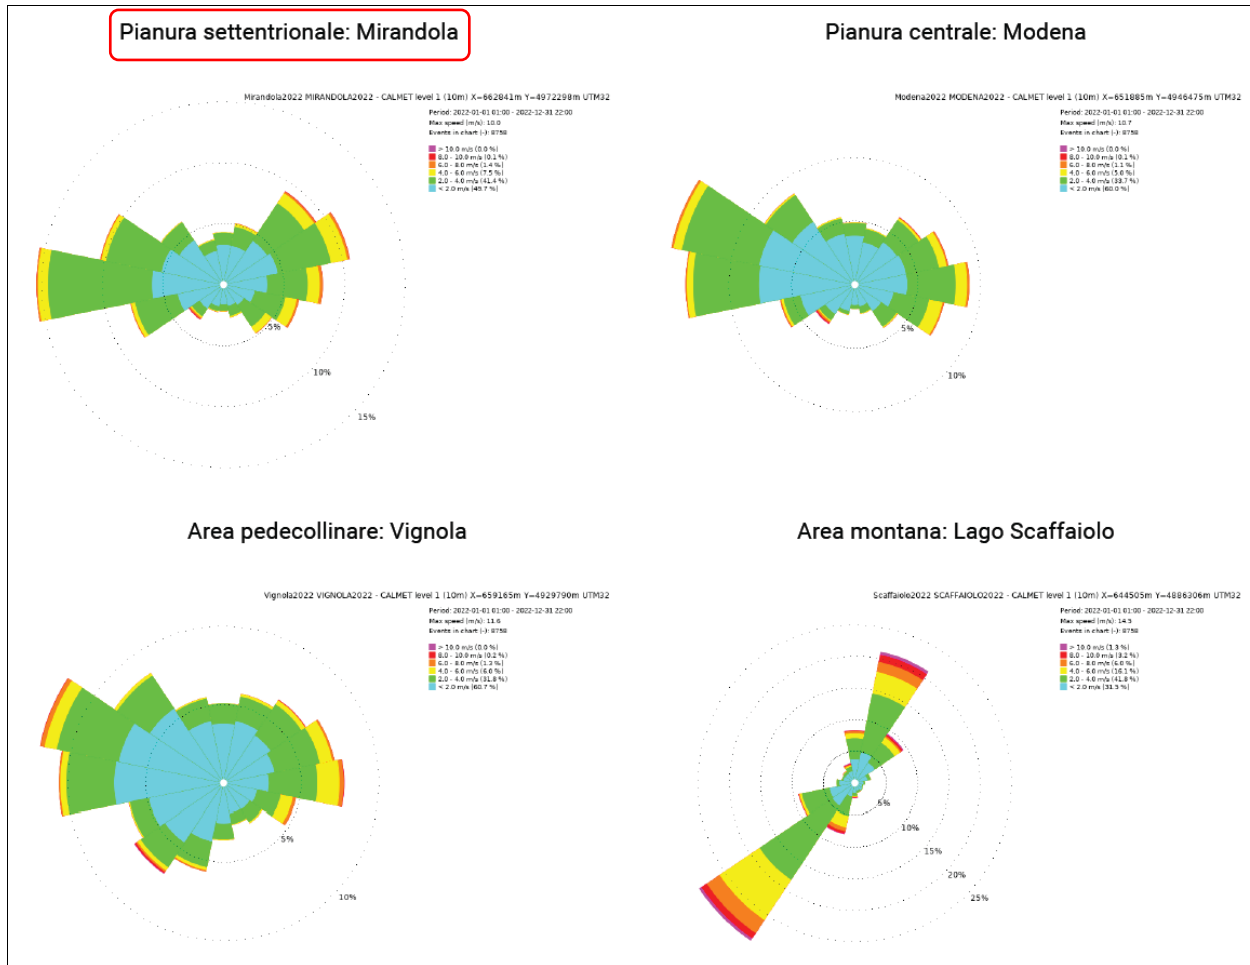 Pianura settentrionale: Mirandola
Mirandola2022 MIRANDOLA2022 - CALMET level 1 (10m) X=662841m Y=4972298m UTM32
Period: 2022-01-01 01:00 - 2022-12-31 22:00
Max speed (m/s): 10.0
Events in chart (-): 8758
> 10.0 m/s (0.0 %)
8.0 - 10.0 m/s (0.1 %)
6.0 - 8.0 m/s (1.4 %)
4.0 - 6.0 m/s (7.5 %)
2.0 - 4.0 m/s (41.4 %)
< 2.0 m/s (49.7 %)
5%
10%
15%
Pianura centrale: Modena
Modena2022 MODENA2022 - CALMET level 1 (10m) X=651885m Y=4946475m UTM32
Period: 2022-01-01 01:00 - 2022-12-31 22:00
Max speed (m/s): 10.7
Events in chart (-): 8758
> 10.0 m/s (0.0 %)
8.0 - 10.0 m/s (0.1 %)
6.0 - 8.0 m/s (1.1 %)
4.0 - 6.0 m/s (5.0 %)
2.0 - 4.0 m/s (33.7 %)
< 2.0 m/s (60.0 %)
5%
10%
Area pedecollinare: Vignola
Vignola2022 VIGNOLA2022 - CALMET level 1 (10m) X=659165m Y=4929790m UTM32
Period: 2022-01-01 01:00 - 2022-12-31 22:00
Max speed (m/s): 11.6
Events in chart (-): 8758
> 10.0 m/s (0.0 %)
8.0 - 10.0 m/s (0.2 %)
6.0 - 8.0 m/s (1.3 %)
4.0 - 6.0 m/s (6.0 %)
2.0 - 4.0 m/s (31.8 %)
< 2.0 m/s (60.7 %)
5%
10%
Area montana: Lago Scaffaiolo
Scaffaiolo2022 SCAFFAIOLO2022 - CALMET level 1 (10m) X=644505m Y=4886306m UTM32
Period: 2022-01-01 01:00 - 2022-12-31 22:00
Max speed (m/s): 14.5
Events in chart (-): 8758
> 10.0 m/s (1.3 %)
8.0 - 10.0 m/s (3.2 %)
6.0 - 8.0 m/s (6.0 %)
4.0 - 6.0 m/s (16.1 %)
2.0 - 4.0 m/s (41.8 %)
< 2.0 m/s (31.5 %)
5%
10%
15%
20%
25%